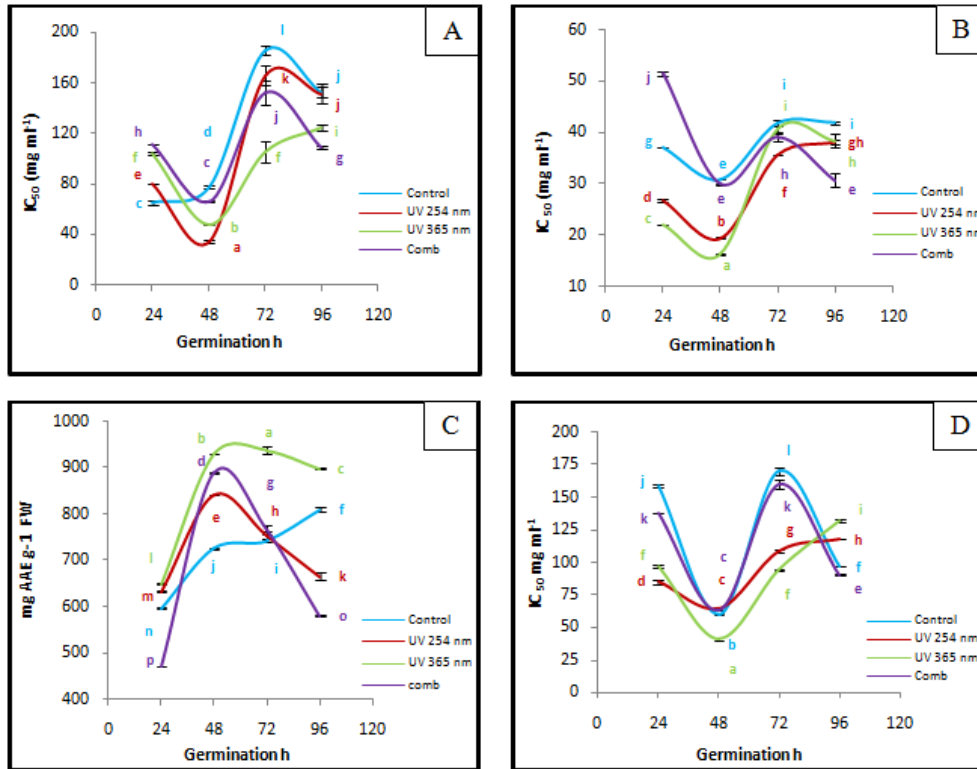 A
IC50 (mg ml-1)
200
160
120
80
40
0
0 24 48 72 96 120
Germination h
h
f
e
c
d
c
b
a
l
k
j
f
j
j
i
g
Control
UV 254 nm
UV 365 nm
Comb
B
IC 50 (mg ml-1)
60
50
40
30
20
10
0 24 48 72 96 120
Germination h
j
g
d
c
e
e
b
a
i
i
h
f
i
gh
h
e
Control
UV 254 nm
UV 365 nm
Comb
C
mg AAE g-1 FW
1000
900
800
700
600
500
400
0 24 48 72 96 120
Germination h
l
m
n
p
b
d
e
j
a
g
h
i
c
f
k
o
Control
UV 254 nm
UV 365 nm
comb
D
IC 50 mg ml-1
200
175
150
125
100
75
50
25
0
0 24 48 72 96 120
Germination h
j
k
f
d
c
c
b
a
l
k
g
f
i
h
f
e
Control
UV 254 nm
UV 365 nm
Comb